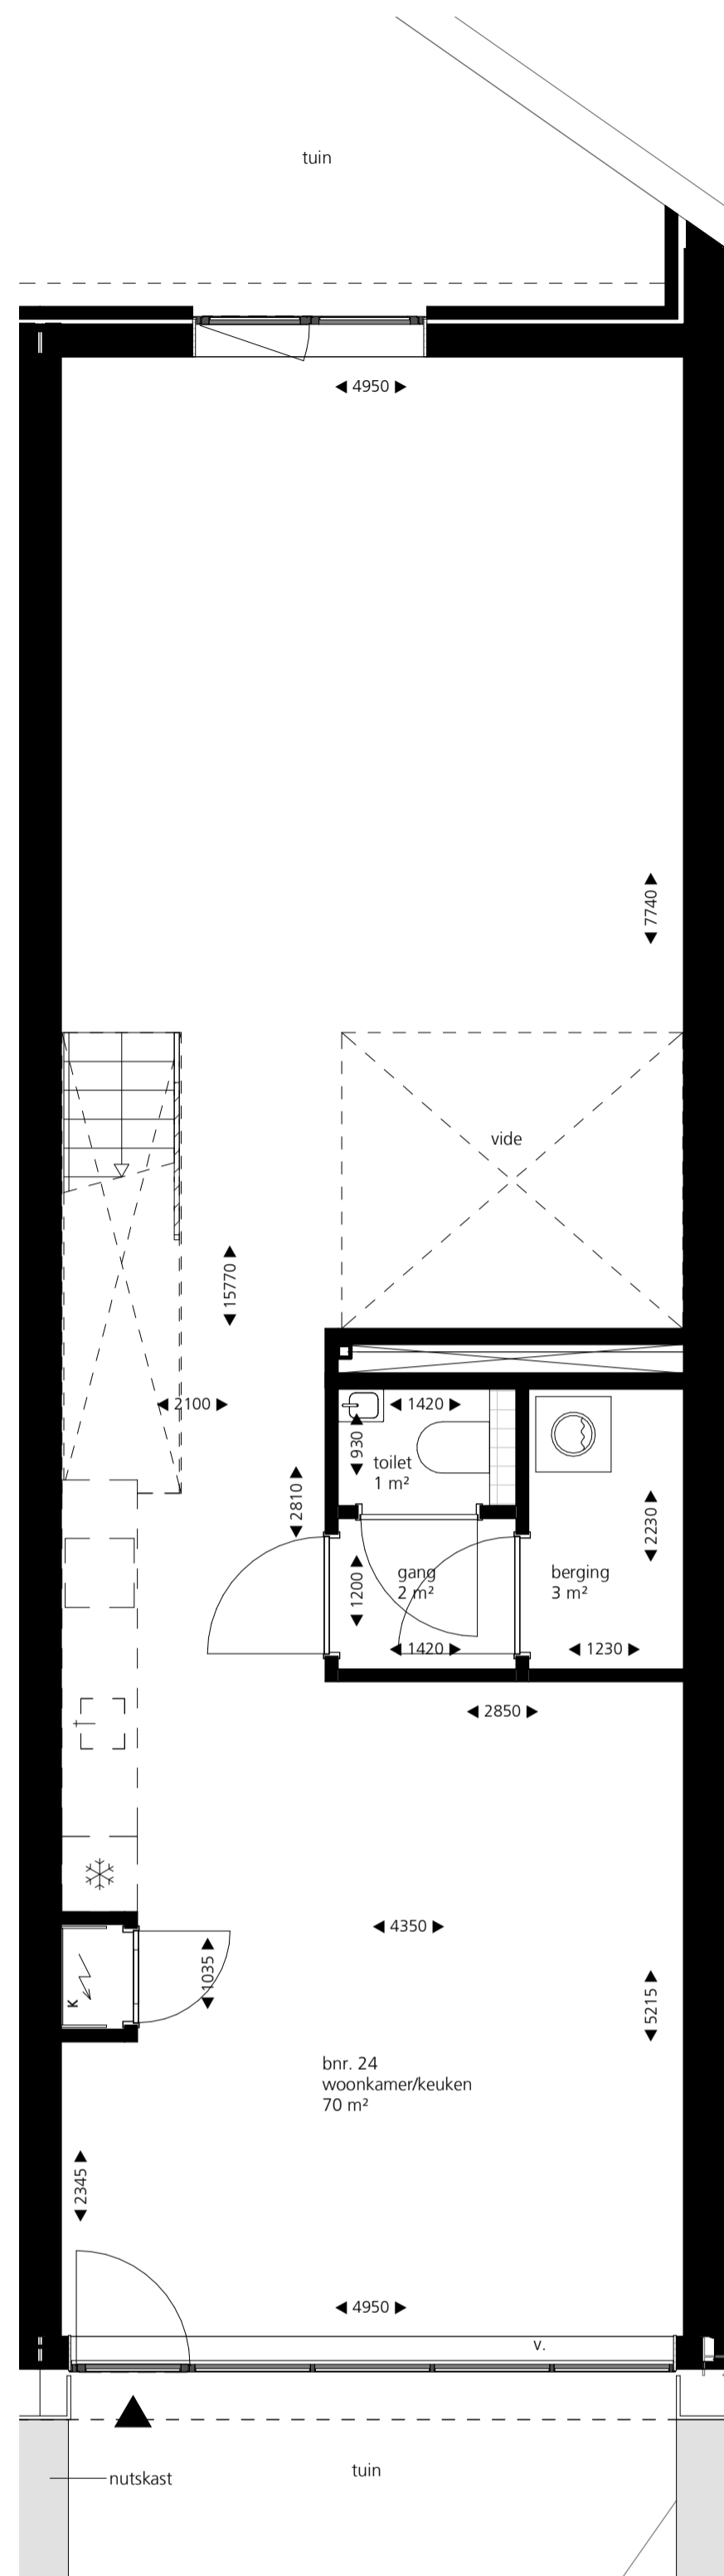 tuin
4950
7740
vide
15770
2100
1420
930
toilet
1 m²
2810
2230
gang
2 m²
berging
3 m²
1200
1420
1230
2850
4350
1035
K
5215
bnr. 24
woonkamer/keuken
70 m²
2345
4950
v.
tuin
nutskast